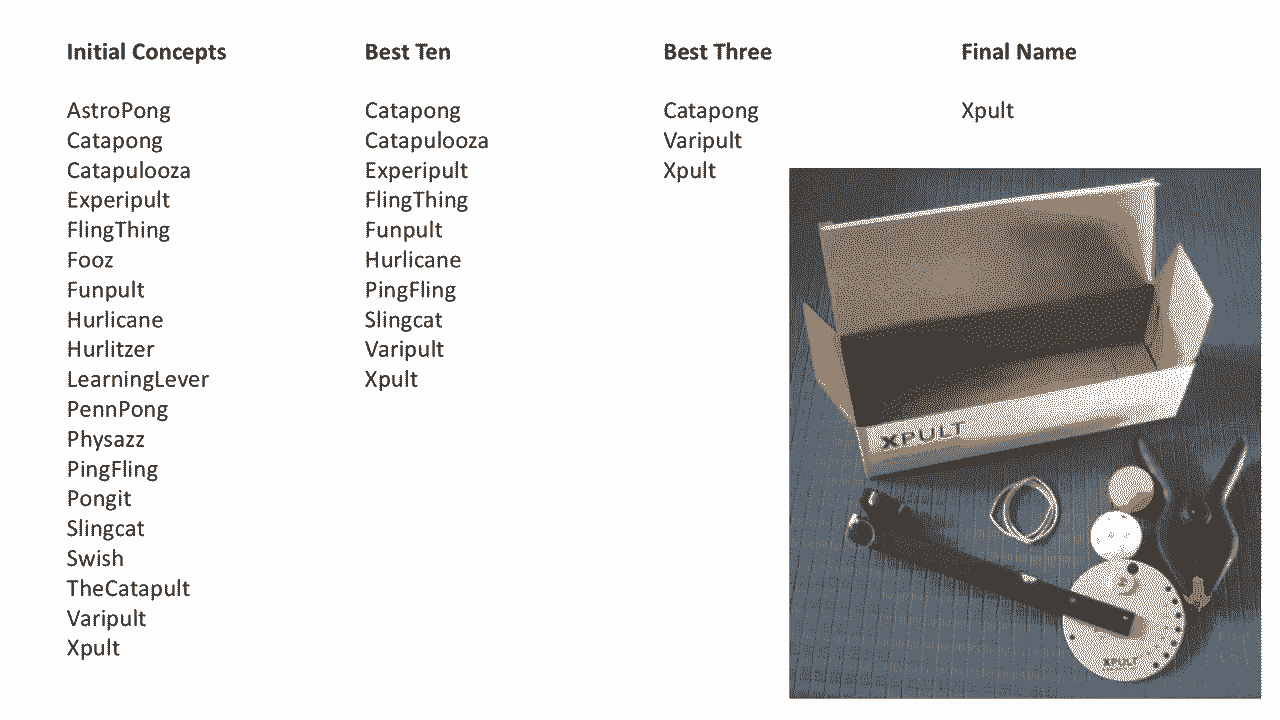 Initial Concepts
AstroPong
Catapong
Catapulooza
Experipult
FlingThing
Fooz
Funpult
Hurlicane
Hurlitzer
LearningLever
PennPong
Physazz
PingFling
Pongit
Slingcat
Swish
TheCatapult
Varipult
Xpult
Best Ten
Catapong
Catapulooza
Experipult
FlingThing
Funpult
Hurlicane
PingFling
Slingcat
Varipult
Xpult
Best Three
Catapong
Varipult
Xpult
Final Name
Xpult
XPULT
XPULT